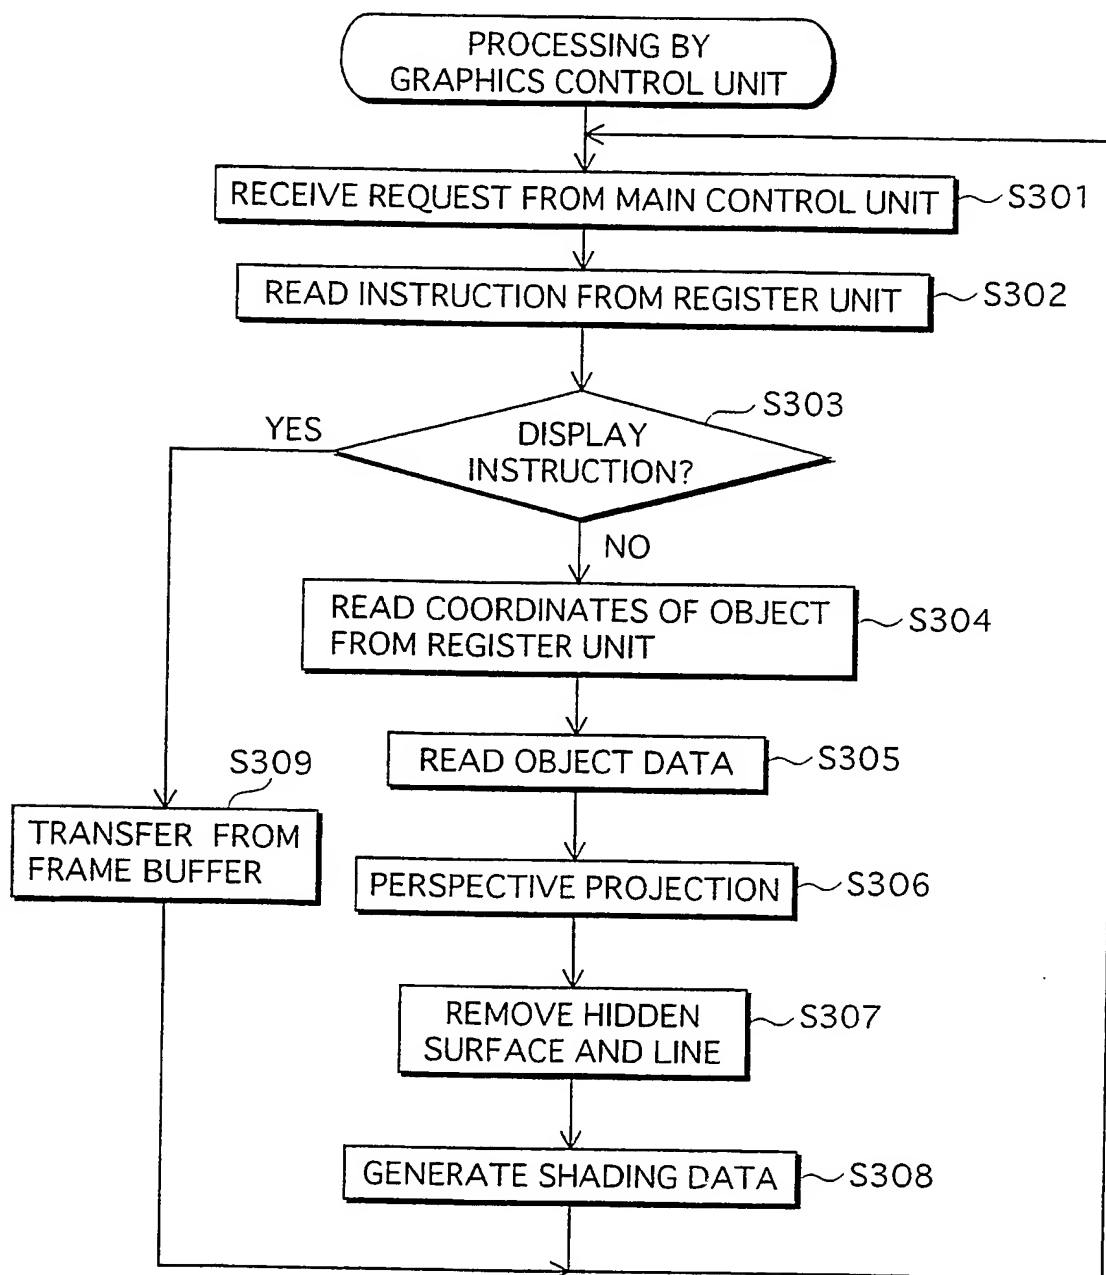 PROCESSING BY
GRAPHICS CONTROL UNIT
RECEIVE REQUEST FROM MAIN CONTROL UNIT
S301
READ INSTRUCTION FROM REGISTER UNIT
S302
S303
YES
DISPLAY
INSTRUCTION?
NO
READ COORDINATES OF OBJECT
FROM REGISTER UNIT
S304
READ OBJECT DATA
S305
S309
TRANSFER FROM
FRAME BUFFER
PERSPECTIVE PROJECTION
S306
REMOVE HIDDEN
SURFACE AND LINE
S307
GENERATE SHADING DATA
S308